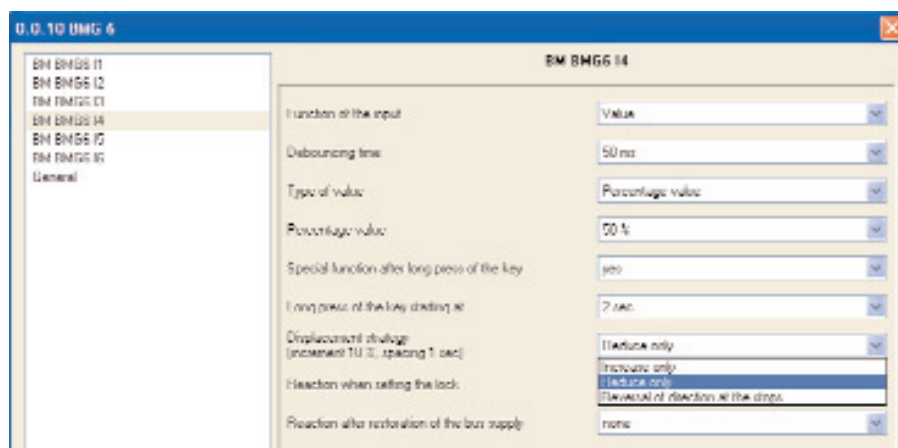 0.0.10 BMG 6
BM BMG6 I1
BM BMG6 I2
BM BMG6 I3
BM BMG6 I4
BM BMG6 I5
BM BMG6 I6
General
BM BMG6 I4
Function of the input
Value
Debouncing time
50 ms
Type of value
Percentage value
Percentage value
50 %
Special function after long press of the key
yes
Long press of the key starting at
2 sec.
Displacement strategy
(increment 10 %, spacing 1 sec)
Reduce only
Increase only
Reduce only
Reversal of direction at the stops
Reaction when setting the lock
Reaction after restoration of the bus supply
none